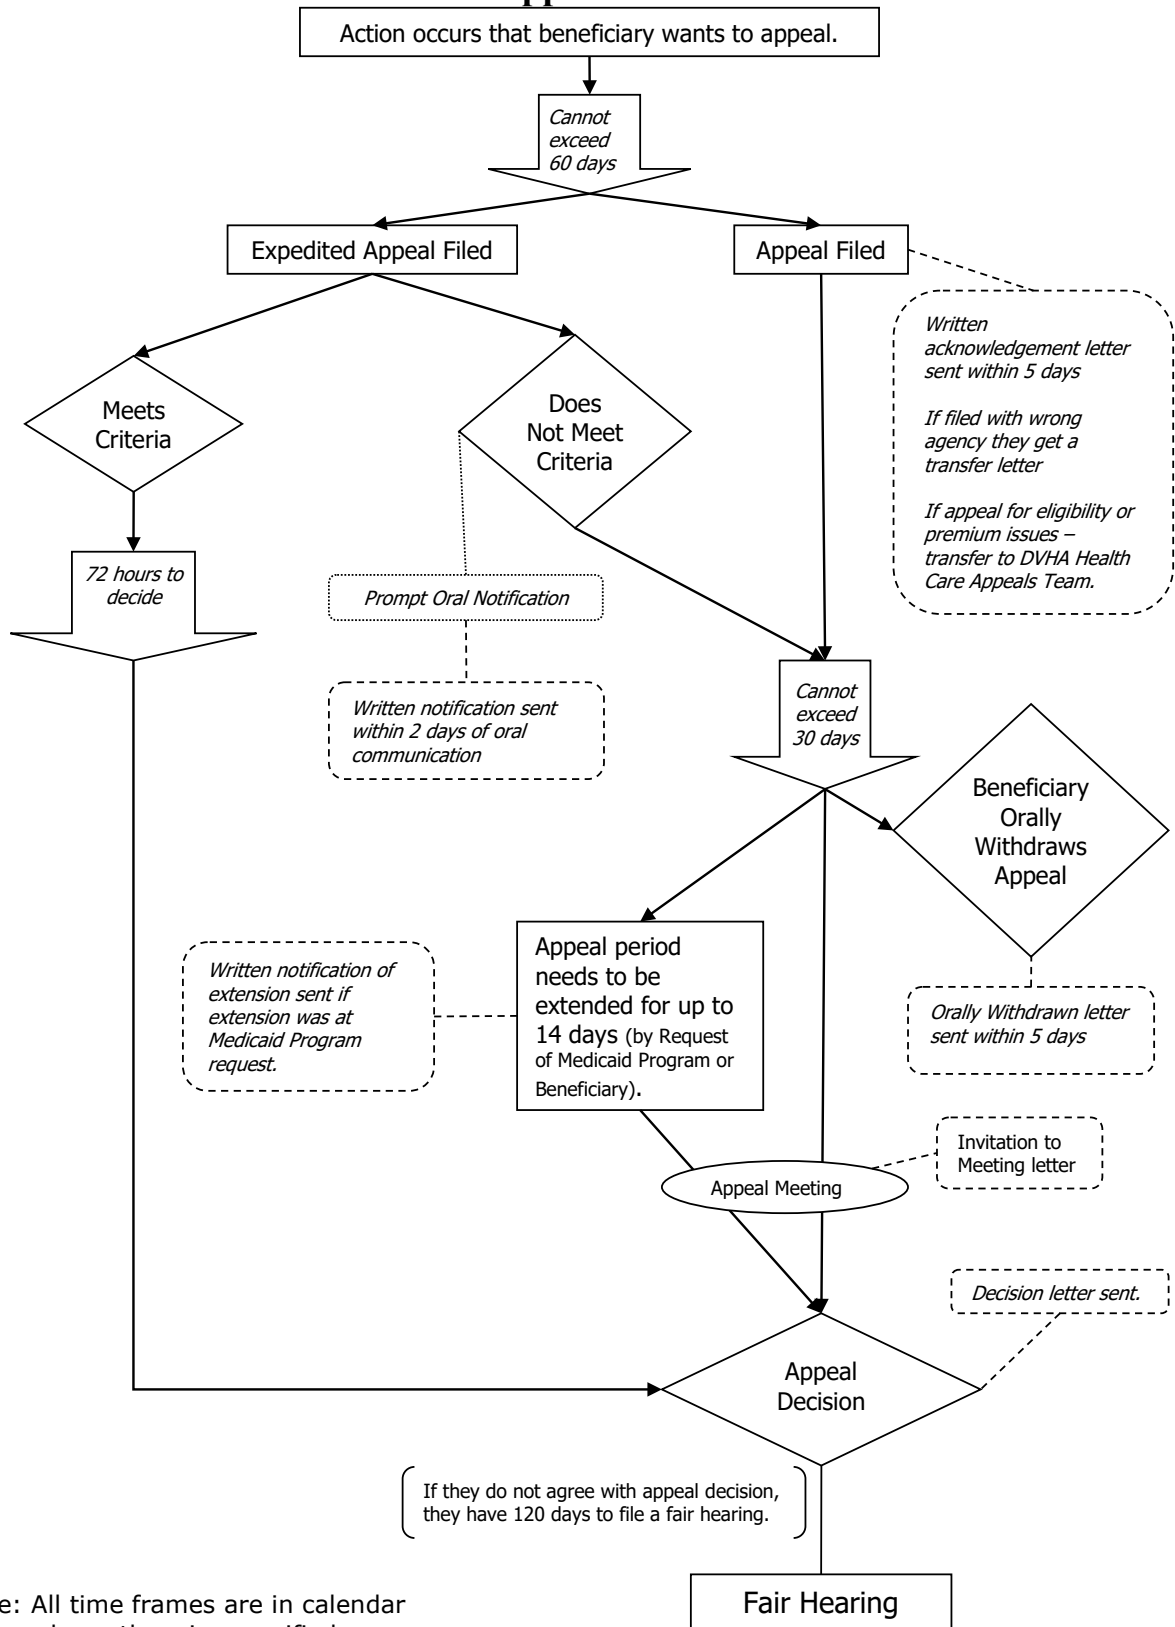 Action occurs that beneficiary wants to appeal.
Cannot
exceed
60 days
Expedited Appeal Filed
Appeal Filed
Written
acknowledgement letter
sent within 5 days
If filed with wrong
agency they get a
transfer letter
If appeal for eligibility or
premium issues –
transfer to DVHA Health
Care Appeals Team.
Meets
Criteria
Does
Not Meet
Criteria
72 hours to
decide
Prompt Oral Notification
Written notification sent
within 2 days of oral
communication
Cannot
exceed
30 days
Beneficiary
Orally
Withdraws
Appeal
Appeal period
needs to be
extended for up to
14 days (by Request
of Medicaid Program or
Beneficiary).
Written notification of
extension sent if
extension was at
Medicaid Program
request.
Orally Withdrawn letter
sent within 5 days
Invitation to
Meeting letter
Appeal Meeting
Decision letter sent.
Appeal
Decision
If they do not agree with appeal decision,
they have 120 days to file a fair hearing.
Fair Hearing
e: All time frames are in calendar